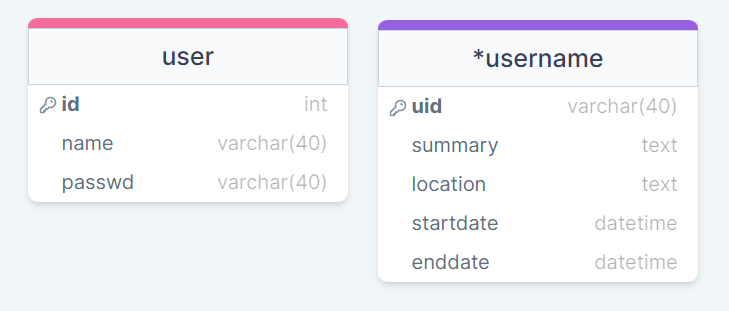 user
id int
name varchar(40)
passwd varchar(40)
*username
uid varchar(40)
summary text
location text
startdate datetime
enddate datetime